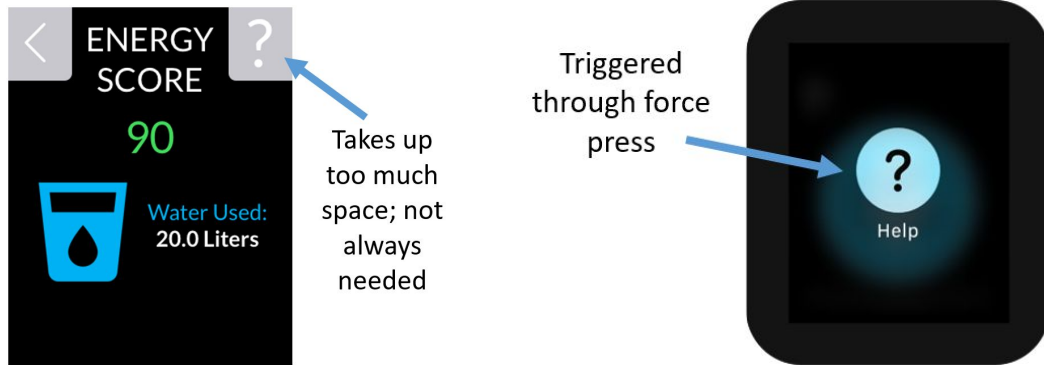 ENERGY
SCORE
?
90
Water Used:
20.0 Liters
Takes up
too much
space; not
always
needed
Triggered
through force
press
?
Help